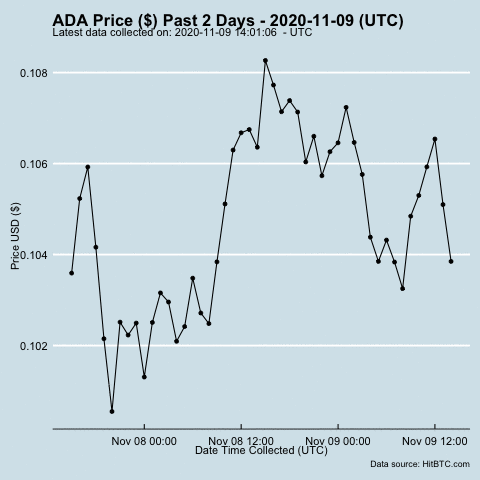 ADA Price ($) Past 2 Days - 2020-11-09 (UTC)
Latest data collected on: 2020-11-09 14:01:06  - UTC
0.108
0.106
0.104
0.102
Price USD ($)
Nov 08 00:00 Nov 08 12:00 Nov 09 00:00 Nov 09 12:00
Date Time Collected (UTC)
Data source: HitBTC.com